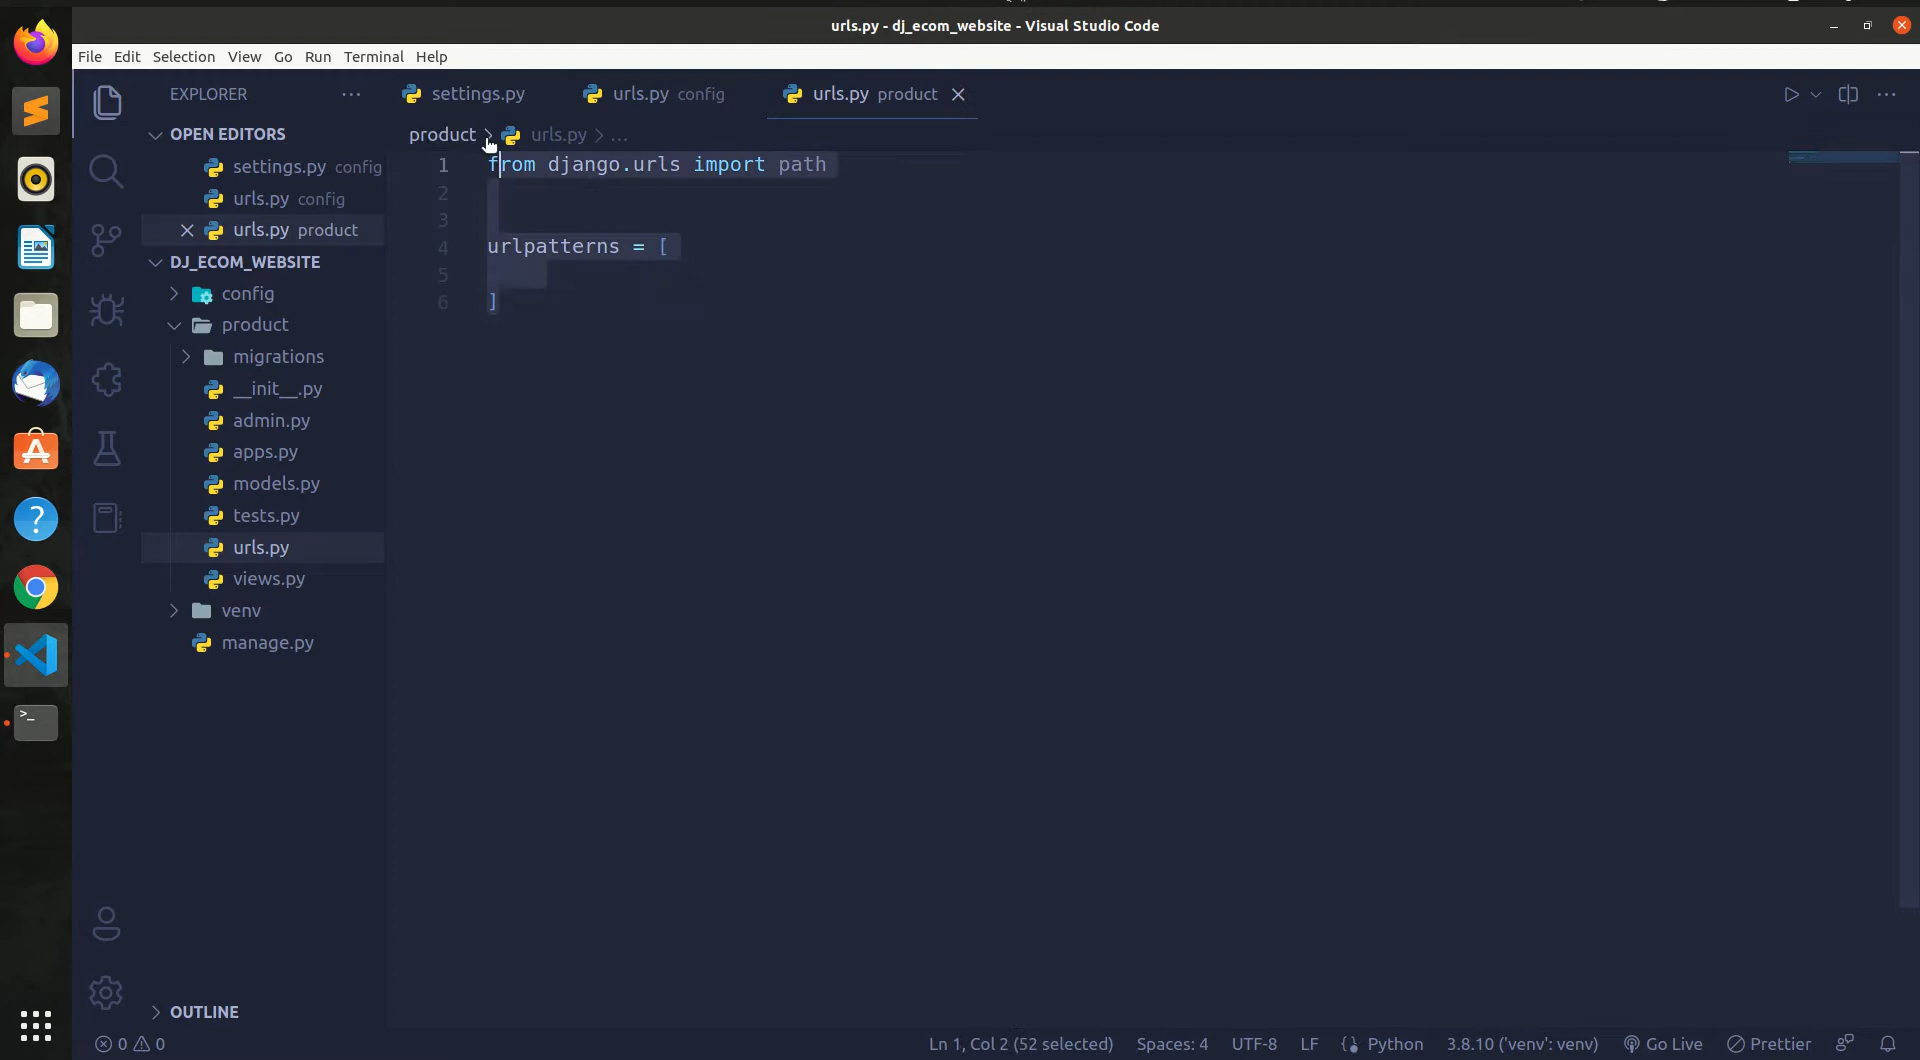 urls.py - dj_ecom_website - Visual Studio Code
File Edit Selection View Go Run Terminal Help
EXPLORER
settings.py
urls.py config
urls.py product
OPEN EDITORS
product > urls.py > ...
settings.py config
urls.py config
urls.py product
1 from django.urls import path
2
3
4 urlpatterns = [
5
6 ]
DJ_ECOM_WEBSITE
config
product
migrations
__init__.py
admin.py
apps.py
models.py
tests.py
urls.py
views.py
venv
manage.py
OUTLINE
0 0
Ln 1, Col 2 (52 selected) Spaces: 4 UTF-8 LF Python 3.8.10 ('venv': venv) Go Live Prettier